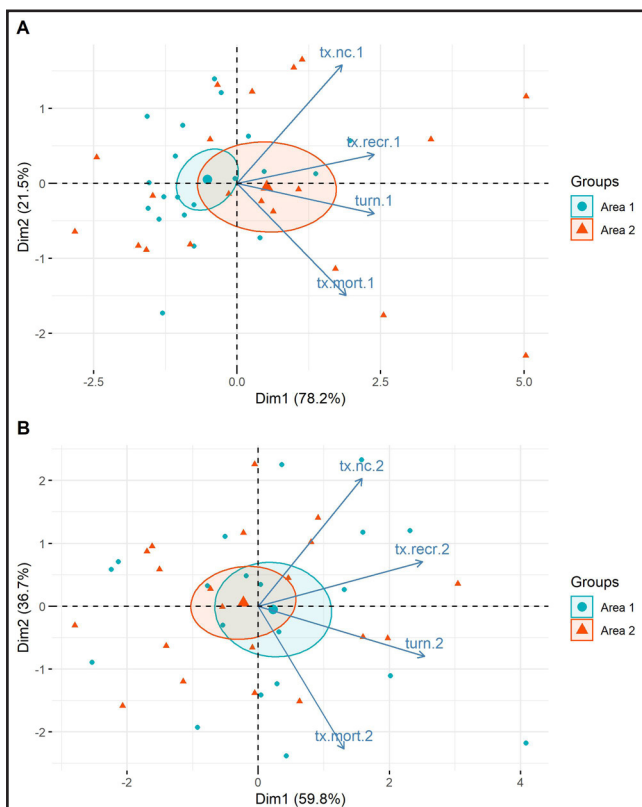 A
tx.nc.1
1
tx.recr.1
0
turn.1
-1
tx.mort.1
-2
Dim2 (21.5%)
-2.5
0.0
2.5
5.0
Dim1 (78.2%)
Groups
Area 1
Area 2
B
tx.nc.2
2
1
tx.recr.2
0
turn.2
-1
tx.mort.2
-2
Dim2 (36.7%)
-2
0
2
4
Dim1 (59.8%)
Groups
Area 1
Area 2